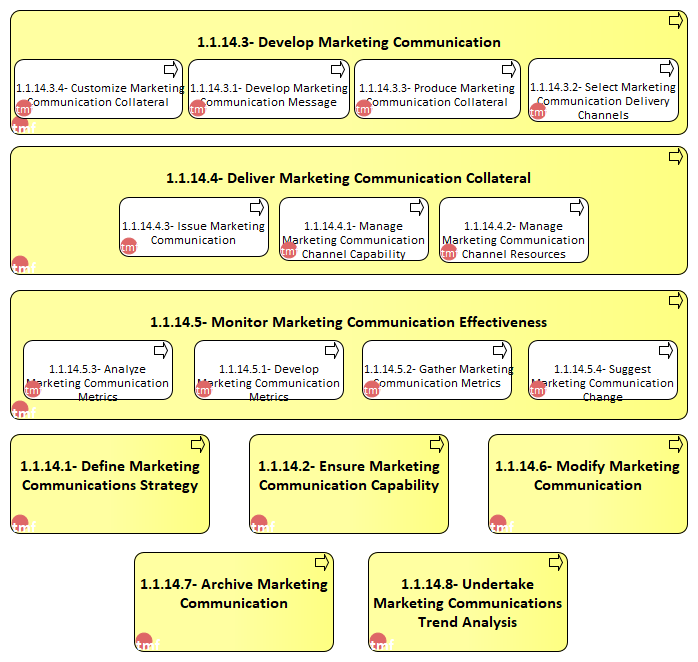 1.1.14.3- Develop Marketing Communication
1.1.14.3.4- Customize Marketing
Communication Collateral
tmf
1.1.14.3.1- Develop Marketing
Communication Message
tmf
1.1.14.3.3- Produce Marketing
Communication Collateral
tmf
1.1.14.3.2- Select Marketing
Communication Delivery
Channels
tmf
tmf
1.1.14.4- Deliver Marketing Communication Collateral
1.1.14.4.3- Issue Marketing
Communication
tmf
1.1.14.4.1- Manage
Marketing Communication
Channel Capability
tmf
1.1.14.4.2- Manage
Marketing Communication
Channel Resources
tmf
tmf
1.1.14.5- Monitor Marketing Communication Effectiveness
1.1.14.5.3- Analyze
Marketing Communication
Metrics
tmf
1.1.14.5.1- Develop
Marketing Communication
Metrics
tmf
1.1.14.5.2- Gather Marketing
Communication Metrics
tmf
1.1.14.5.4- Suggest
Marketing Communication
Change
tmf
tmf
1.1.14.1- Define Marketing
Communications Strategy
tmf
1.1.14.2- Ensure Marketing
Communication Capability
tmf
1.1.14.6- Modify Marketing
Communication
tmf
1.1.14.7- Archive Marketing
Communication
tmf
1.1.14.8- Undertake
Marketing Communications
Trend Analysis
tmf